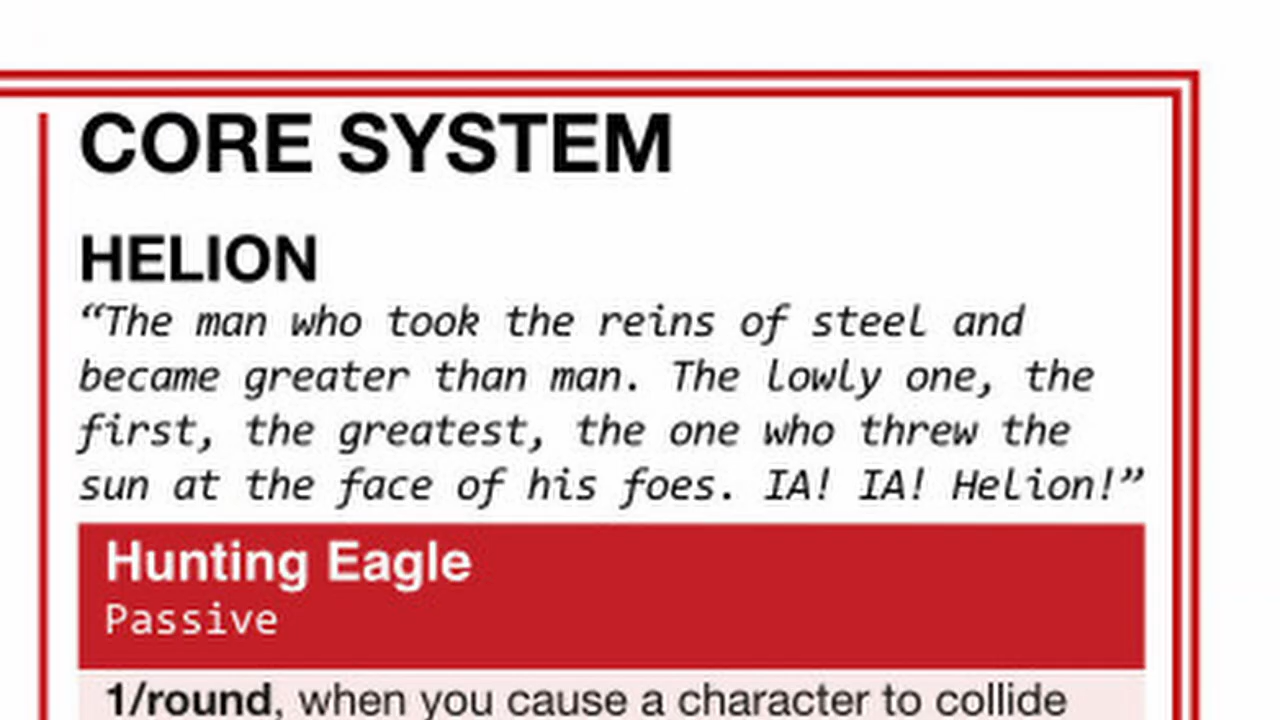 CORE SYSTEM
HELION
“The man who took the reins of steel and
became greater than man. The lowly one, the
first, the greatest, the one who threw the
sun at the face of his foes. IA! IA! Helion!”
Hunting Eagle
Passive
1/round, when you cause a character to collide